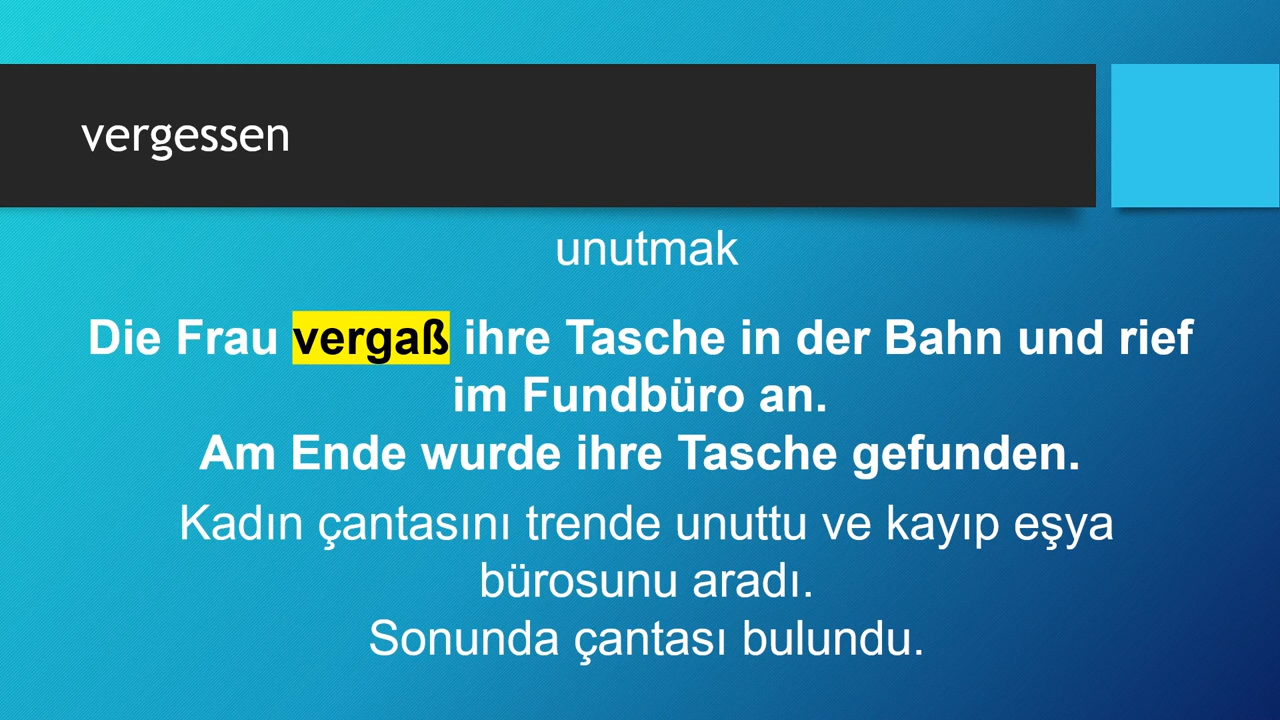 vergessen
unutmak
Die Frau vergaß ihre Tasche in der Bahn und rief
im Fundbüro an.
Am Ende wurde ihre Tasche gefunden.
Kadın çantasını trende unuttu ve kayıp eşya
bürosunu aradı.
Sonunda çantası bulundu.